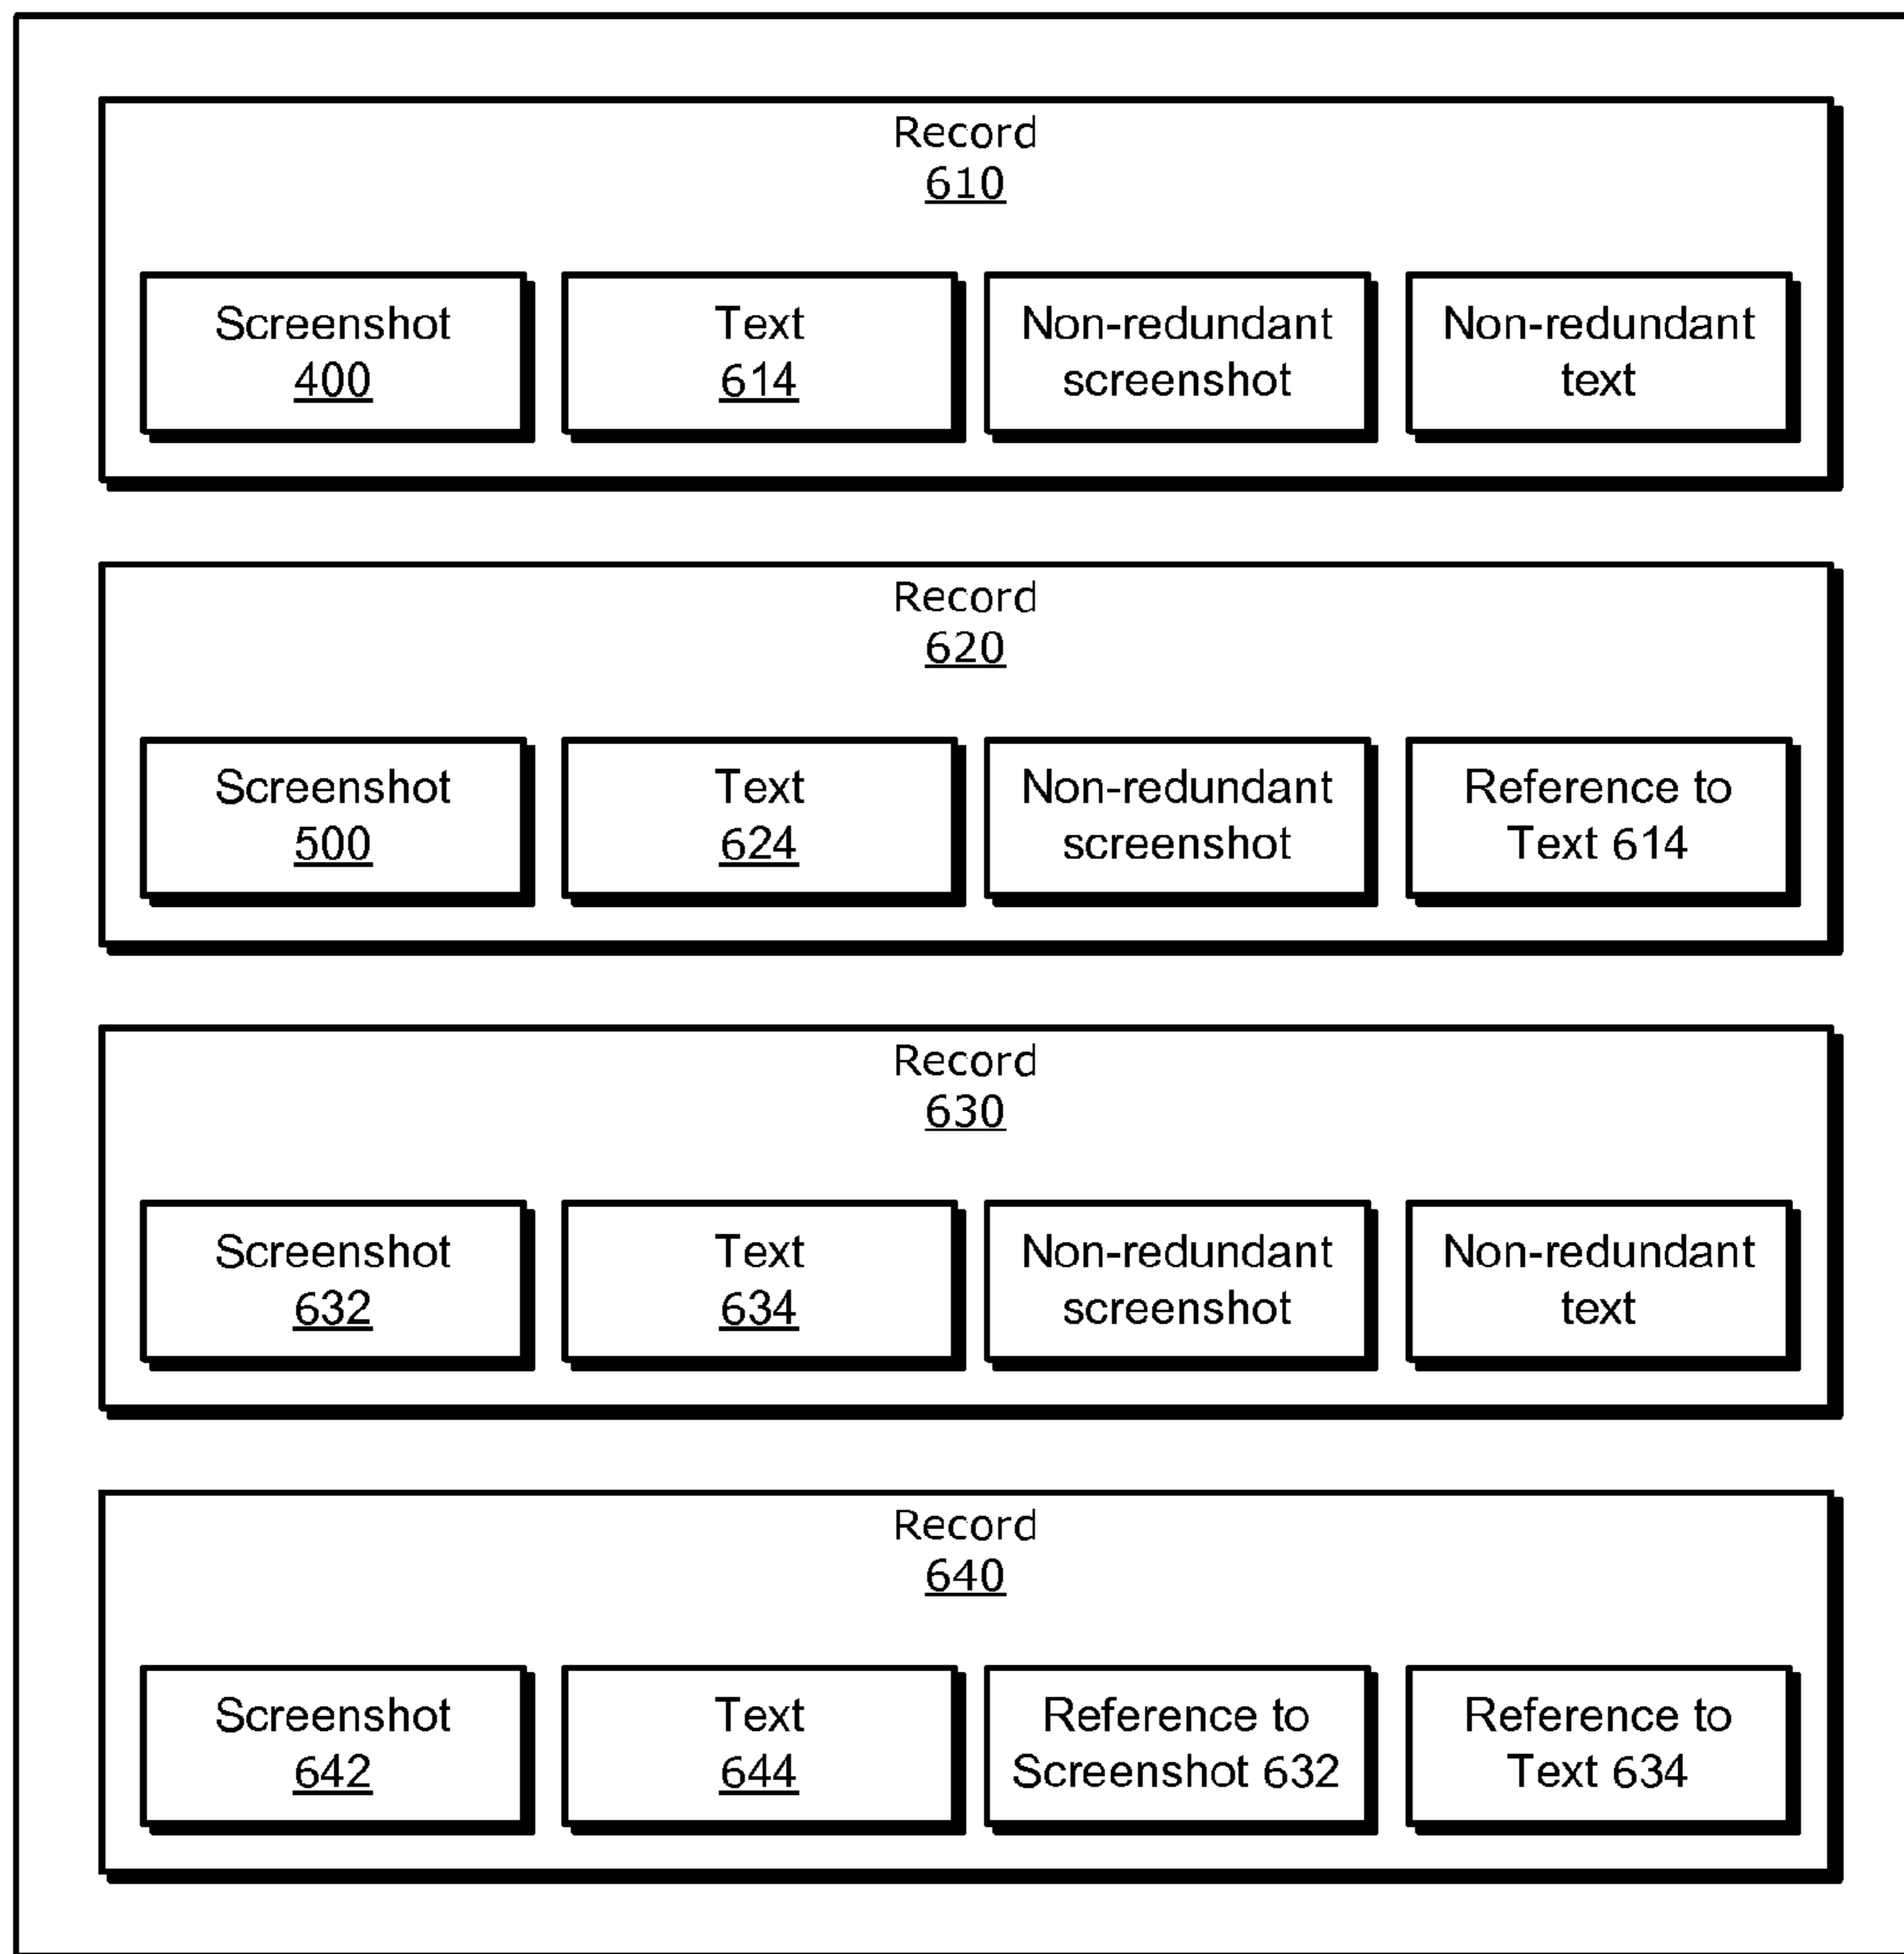 Record
610
Screenshot
400
Text
614
Non-redundant
screenshot
Non-redundant
text
Record
620
Screenshot
500
Text
624
Non-redundant
screenshot
Reference to
Text 614
Record
630
Screenshot
632
Text
634
Non-redundant
screenshot
Non-redundant
text
Record
640
Screenshot
642
Text
644
Reference to
Screenshot 632
Reference to
Text 634